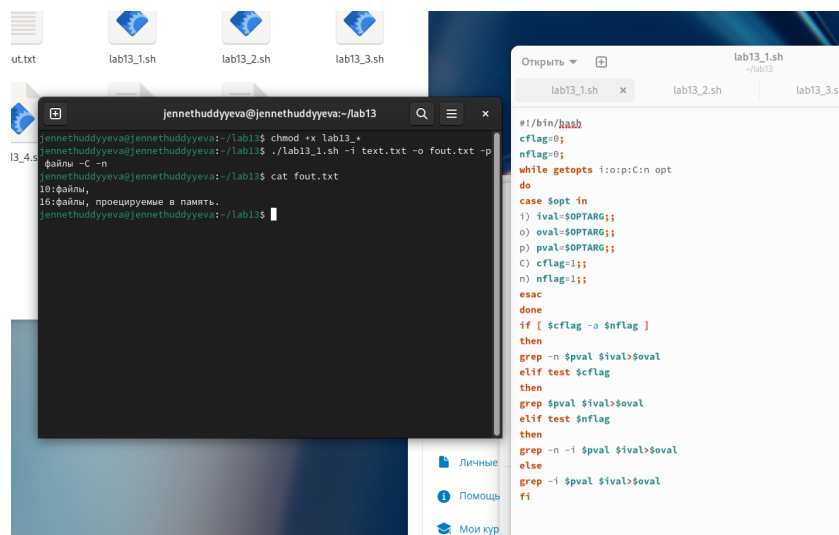 ut.txt
lab13_1.sh
lab13_2.sh
lab13_3.sh
13_4.s
jennethuddyyeva@jennethuddyyeva:~/lab13
jennethuddyyeva@jennethuddyyeva:~/lab13$ chmod +x lab13_*
jennethuddyyeva@jennethuddyyeva:~/lab13$ ./lab13_1.sh -i text.txt -o fout.txt -p
файлы -C -n
jennethuddyyeva@jennethuddyyeva:~/lab13$ cat fout.txt
10:файлы,
16:файлы, проецируемые в память.
jennethuddyyeva@jennethuddyyeva:~/lab13$
Личные
Помощь
Мои кур
Открыть
lab13_1.sh
~/lab13
lab13_1.sh
lab13_2.sh
lab13_3.s
#!/bin/bash
cflag=0;
nflag=0;
while getopts i:o:p:C:n opt
do
case $opt in
i) ival=$OPTARG;;
o) oval=$OPTARG;;
p) pval=$OPTARG;;
C) cflag=1;;
n) nflag=1;;
esac
done
if [ $cflag -a $nflag ]
then
grep -n $pval $ival>$oval
elif test $cflag
then
grep $pval $ival>$oval
elif test $nflag
then
grep -n -i $pval $ival>$oval
else
grep -i $pval $ival>$oval
fi